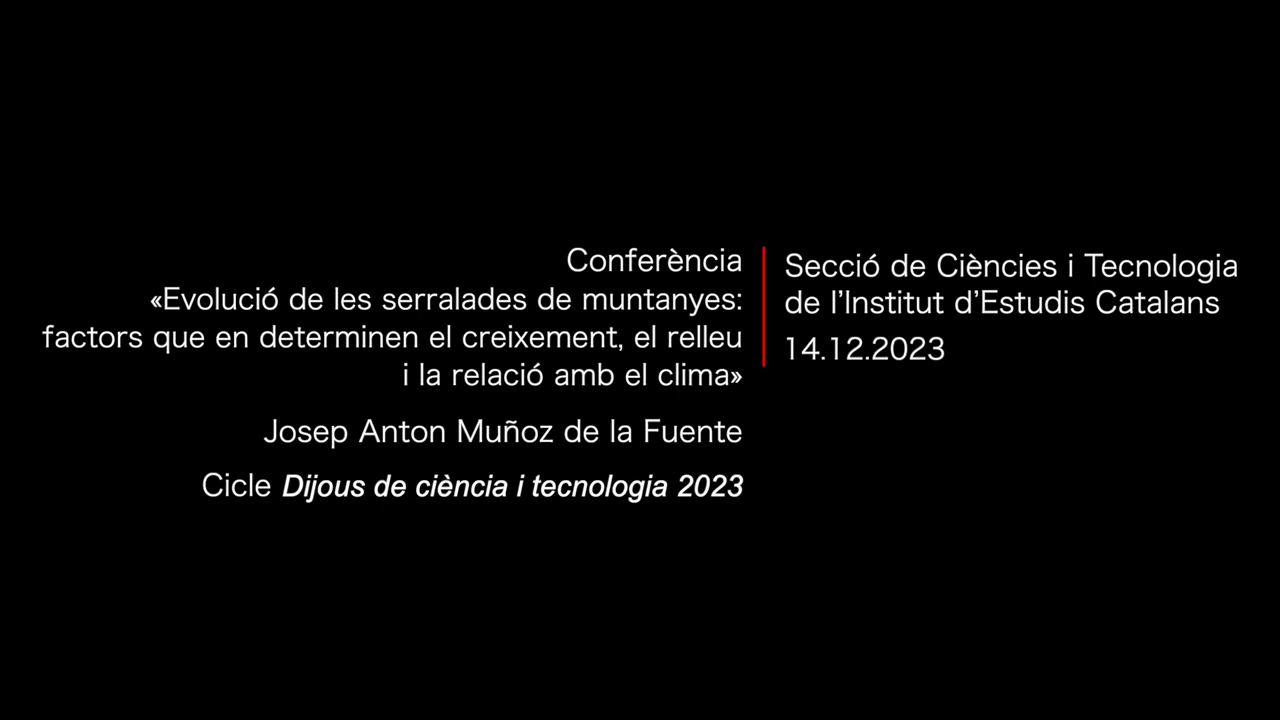 Conferència
«Evolució de les serralades de muntanyes:
factors que en determinen el creixement, el relleu
i la relació amb el clima»
Josep Anton Muñoz de la Fuente
Cicle Dijous de ciència i tecnologia 2023
Secció de Ciències i Tecnologia
de l’Institut d’Estudis Catalans
14.12.2023